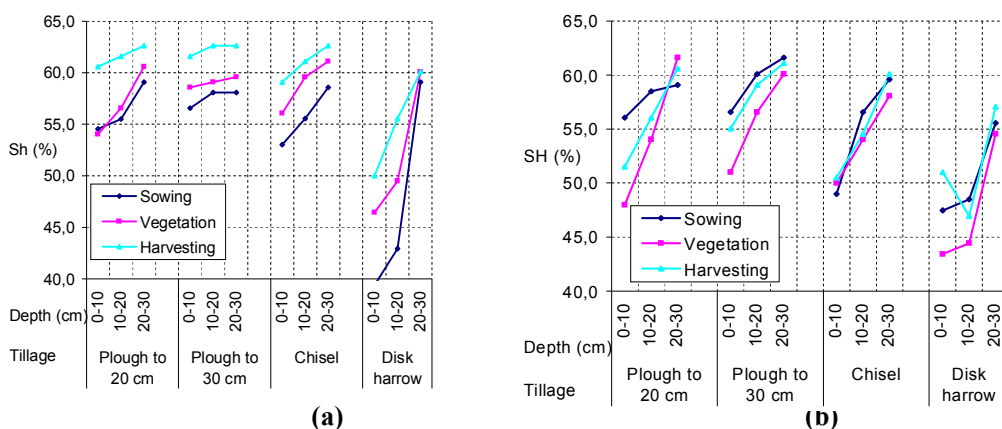 65,0
60,0
55,0
Sh (%)
50,0
45,0
40,0
Sowing
Vegetation
Harvesting
Depth (cm)
0-10
10-20
20-30
0-10
10-20
20-30
0-10
10-20
20-30
0-10
10-20
20-30
Tillage
Plough to
20 cm
Plough to
30 cm
Chisel
Disk
harrow
(a)
65,0
60,0
55,0
SH (%)
50,0
45,0
40,0
Sowing
Vegetation
Harvesting
Depth (cm)
0-10
10-20
20-30
0-10
10-20
20-30
0-10
10-20
20-30
0-10
10-20
20-30
Tillage
Plough to
20 cm
Plough to
30 cm
Chisel
Disk
harrow
(b)